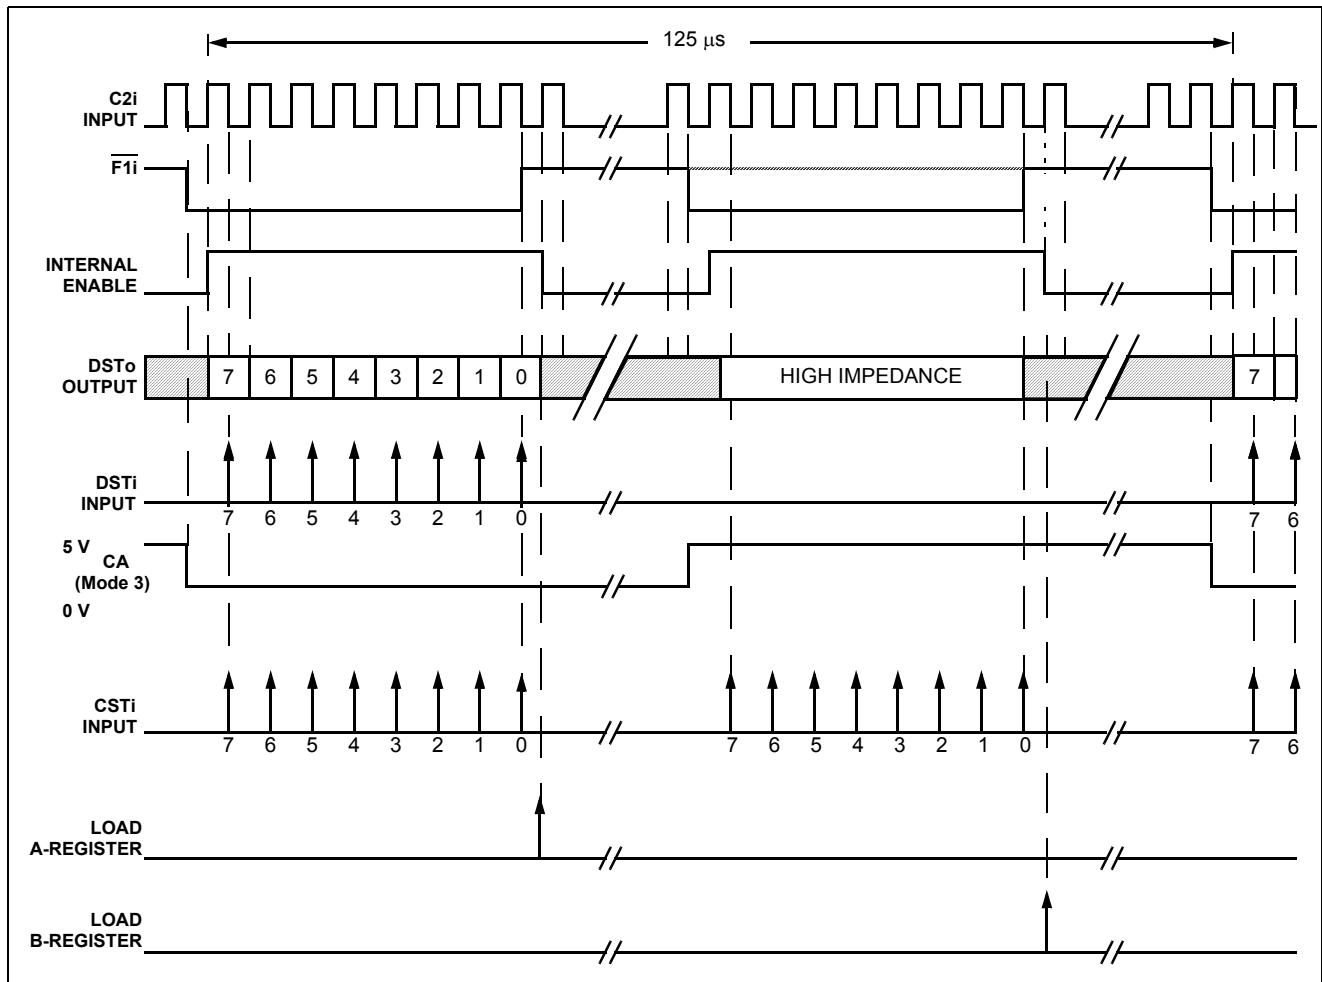 125 μs
C2i
INPUT
F1i
INTERNAL
ENABLE
DSTo
OUTPUT
7 6 5 4 3 2 1 0
HIGH IMPEDANCE
7
DSTi
INPUT
7 6 5 4 3 2 1 0
7 6
5 V
CA
(Mode 3)
0 V
CSTi
INPUT
7 6 5 4 3 2 1 0
7 6 5 4 3 2 1 0
7 6
LOAD
A-REGISTER
LOAD
B-REGISTER